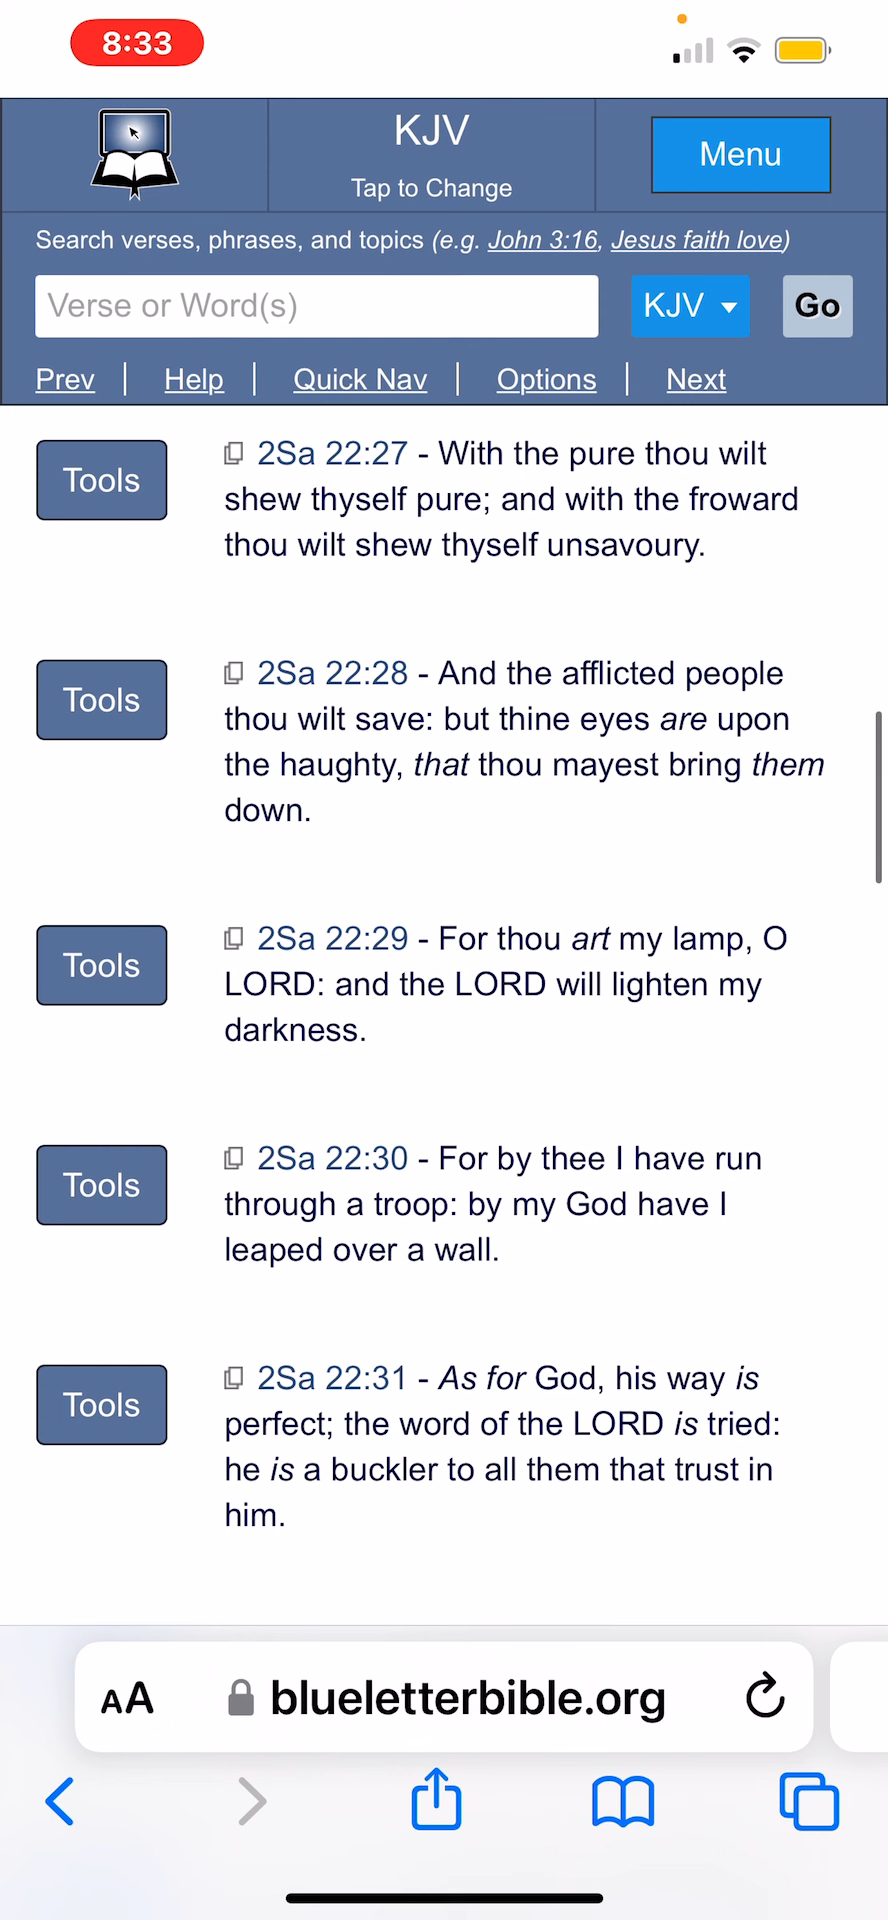 8:33
KJV
Tap to Change
Menu
Search verses, phrases, and topics (e.g. John 3:16, Jesus faith love)
Verse or Word(s)
KJV
Go
Prev | Help | Quick Nav | Options | Next
Tools
2Sa 22:27 - With the pure thou wilt
shew thyself pure; and with the froward
thou wilt shew thyself unsavoury.
Tools
2Sa 22:28 - And the afflicted people
thou wilt save: but thine eyes are upon
the haughty, that thou mayest bring them
down.
Tools
2Sa 22:29 - For thou art my lamp, O
LORD: and the LORD will lighten my
darkness.
Tools
2Sa 22:30 - For by thee I have run
through a troop: by my God have I
leaped over a wall.
Tools
2Sa 22:31 - As for God, his way is
perfect; the word of the LORD is tried:
he is a buckler to all them that trust in
him.
AA
blueletterbible.org